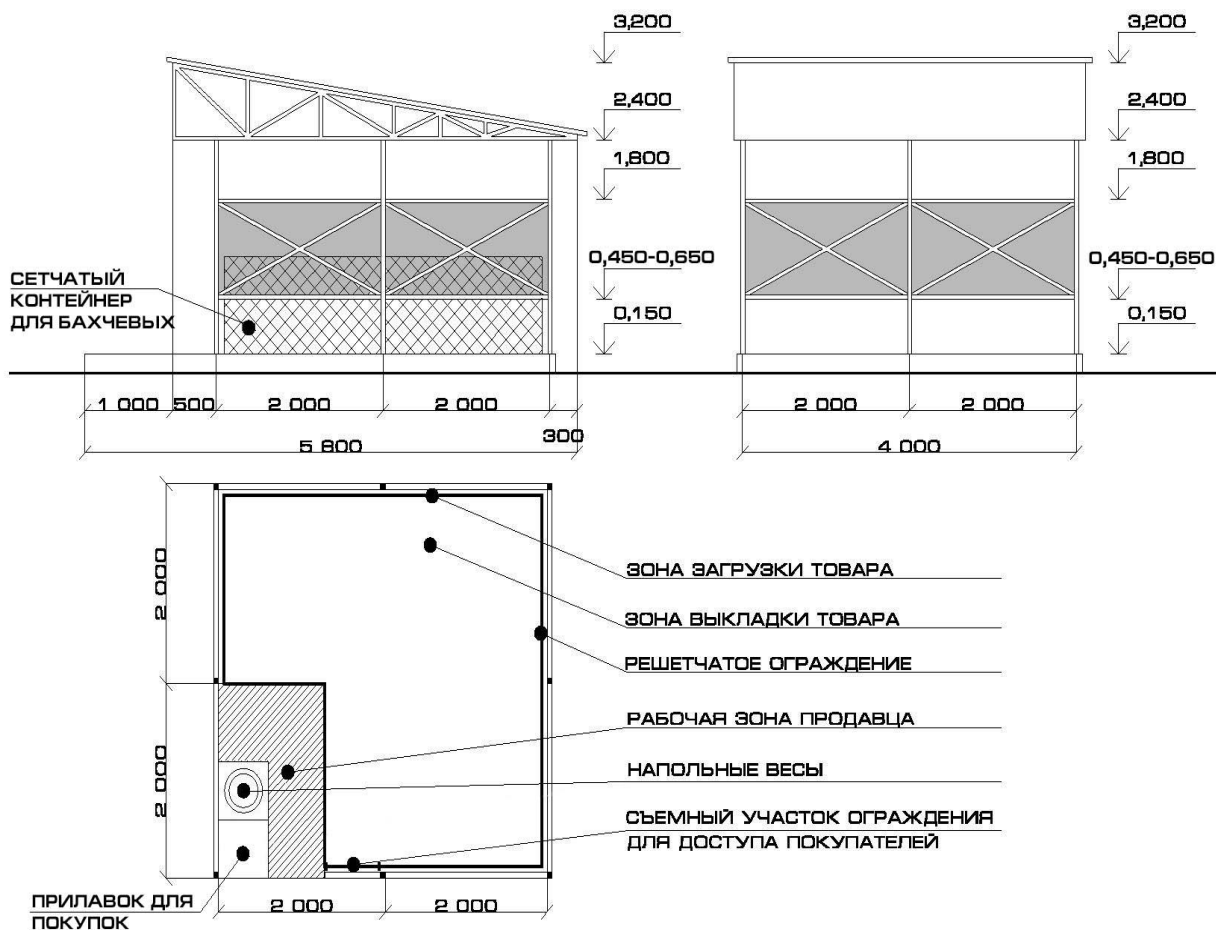 3,200
2,400
1,800
0,450-0,650
0,150
3,200
2,400
1,800
0,450-0,650
0,150
СЕТЧАТЫЙ
КОНТЕЙНЕР
ДЛЯ БАХЧЕВЫХ
1 000
500
2 000
2 000
300
5 800
2 000
2 000
4 000
2 000
2 000
ЗОНА ЗАГРУЗКИ ТОВАРА
ЗОНА ВЫКЛАДКИ ТОВАРА
РЕШЕТЧАТОЕ ОГРАЖДЕНИЕ
РАБОЧАЯ ЗОНА ПРОДАВЦА
НАПОЛЬНЫЕ ВЕСЫ
СЪЕМНЫЙ УЧАСТОК ОГРАЖДЕНИЯ
ДЛЯ ДОСТУПА ПОКУПАТЕЛЕЙ
ПРИЛАВОК ДЛЯ
ПОКУПОК
2 000
2 000